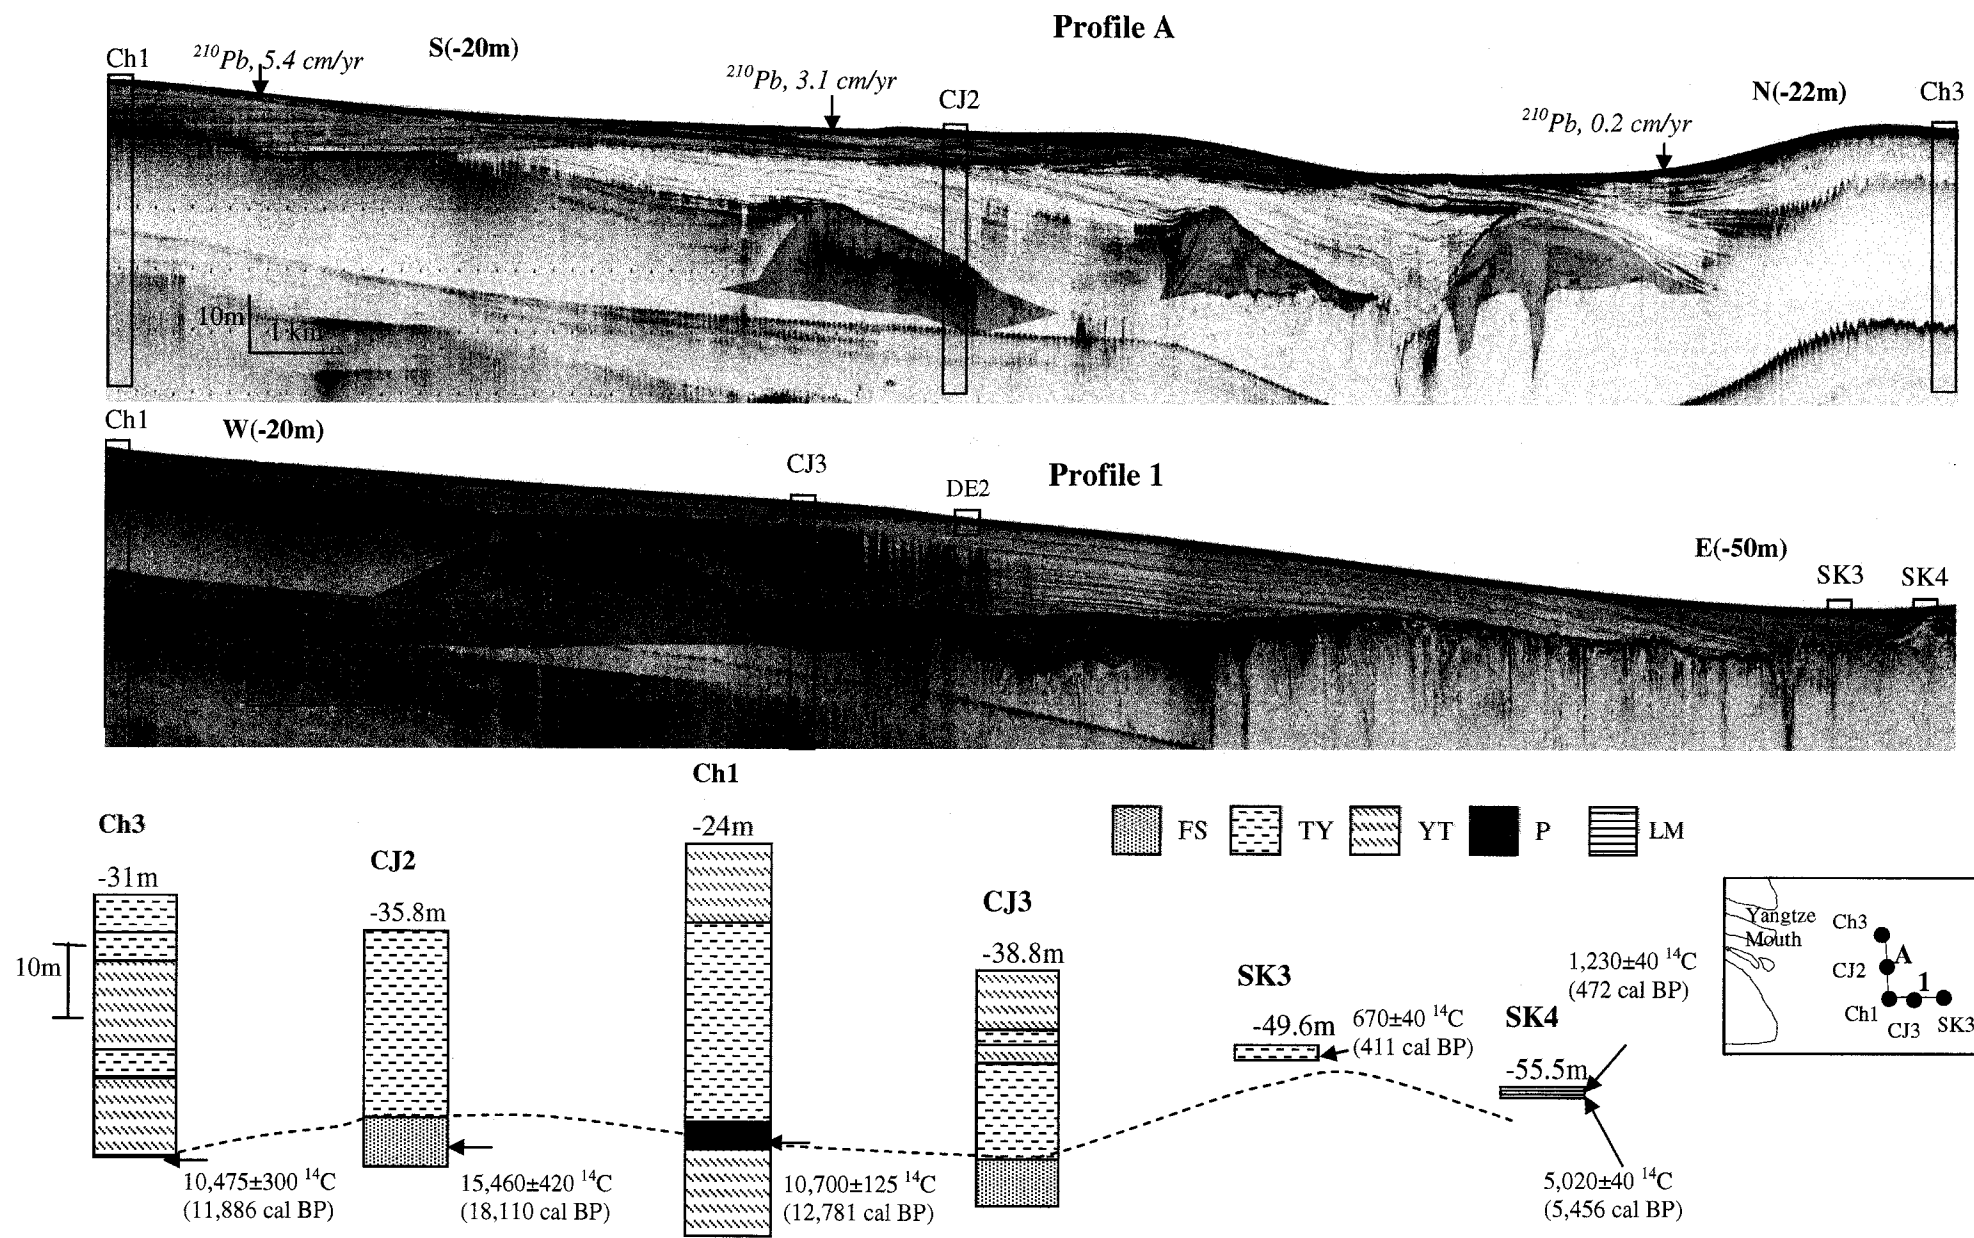 Profile A
Ch1
²¹⁰Pb, 5.4 cm/yr
S(-20m)
²¹⁰Pb, 3.1 cm/yr
CJ2
²¹⁰Pb, 0.2 cm/yr
N(-22m)
Ch3
10m
1 km
Ch1
W(-20m)
CJ3
DE2
Profile 1
E(-50m)
SK3
SK4
Ch3
-31m
10m
10,475±300 ¹⁴C
(11,886 cal BP)
CJ2
-35.8m
15,460±420 ¹⁴C
(18,110 cal BP)
Ch1
-24m
10,700±125 ¹⁴C
(12,781 cal BP)
CJ3
-38.8m
FS
TY
YT
P
LM
SK3
-49.6m
670±40 ¹⁴C
(411 cal BP)
SK4
-55.5m
1,230±40 ¹⁴C
(472 cal BP)
5,020±40 ¹⁴C
(5,456 cal BP)
Yangtze
Mouth
Ch3
CJ2
A
1
Ch1
CJ3
SK3